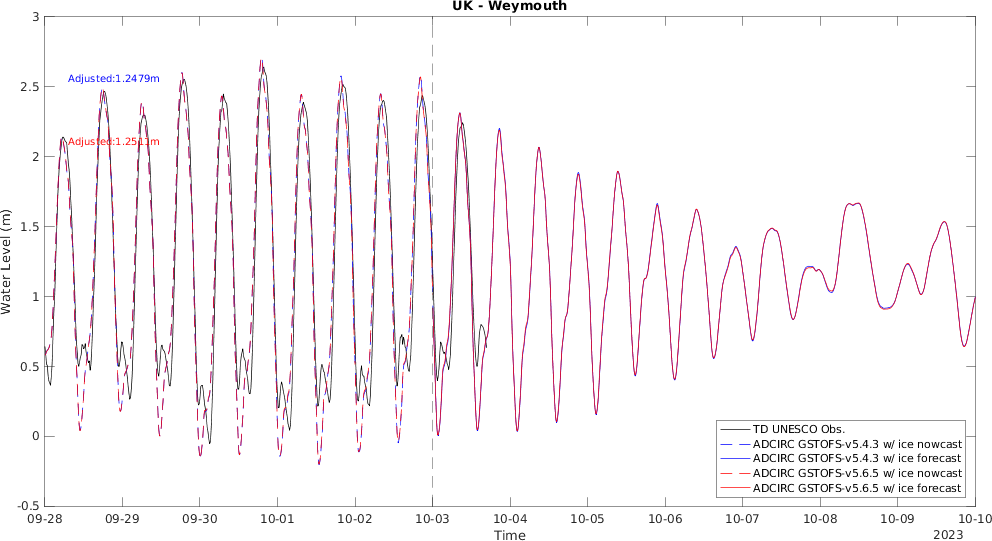 UK - Weymouth
3
2.5
2
1.5
1
0.5
0
-0.5
Water Level (m)
Adjusted:1.2479m
Adjusted:1.2511m
TD UNESCO Obs.
ADCIRC GSTOFS-v5.4.3 w/ ice nowcast
ADCIRC GSTOFS-v5.4.3 w/ ice forecast
ADCIRC GSTOFS-v5.6.5 w/ ice nowcast
ADCIRC GSTOFS-v5.6.5 w/ ice forecast
09-28 09-29 09-30 10-01 10-02 10-03 10-04 10-05 10-06 10-07 10-08 10-09 10-10
Time
2023